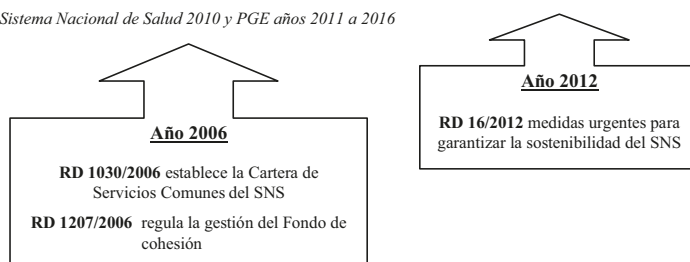 Sistema Nacional de Salud 2010 y PGE años 2011 a 2016
Año 2006
RD 1030/2006 establece la Cartera de
Servicios Comunes del SNS
RD 1207/2006 regula la gestión del Fondo de
cohesión
Año 2012
RD 16/2012 medidas urgentes para
garantizar la sostenibilidad del SNS